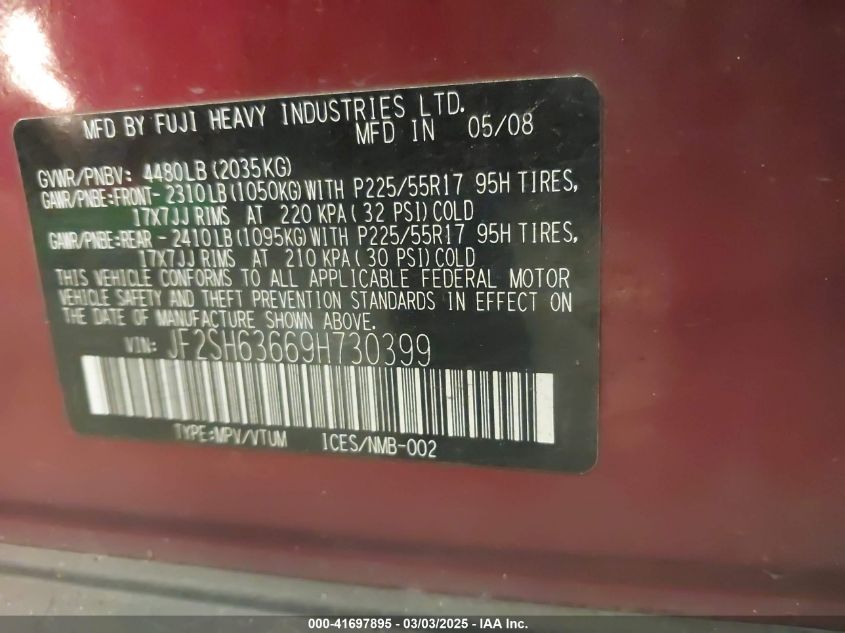 MFD BY FUJI HEAVY INDUSTRIES LTD.
MFD IN 05/08
GVWR/PNBV: 4480LB(2035KG)
GAWR/PNBE:FRONT- 2310LB(1050KG)WITH P225/55R17 95H TIRES,
17X7JJ RIMS AT 220 KPA( 32 PSI)COLD
GAWR/PNBE:REAR - 2410LB(1095KG)WITH P225/55R17 95H TIRES,
17X7JJ RIMS AT 210 KPA( 30 PSI)COLD
THIS VEHICLE CONFORMS TO ALL APPLICABLE FEDERAL MOTOR
VEHICLE SAFETY AND THEFT PREVENTION STANDARDS IN EFFECT ON
THE DATE OF MANUFACTURE SHOWN ABOVE.
VIN: JF2SH63669H730399
TYPE:MPV/VTUM ICES/NMB-002
000-41697895 - 03/03/2025 - IAA Inc.